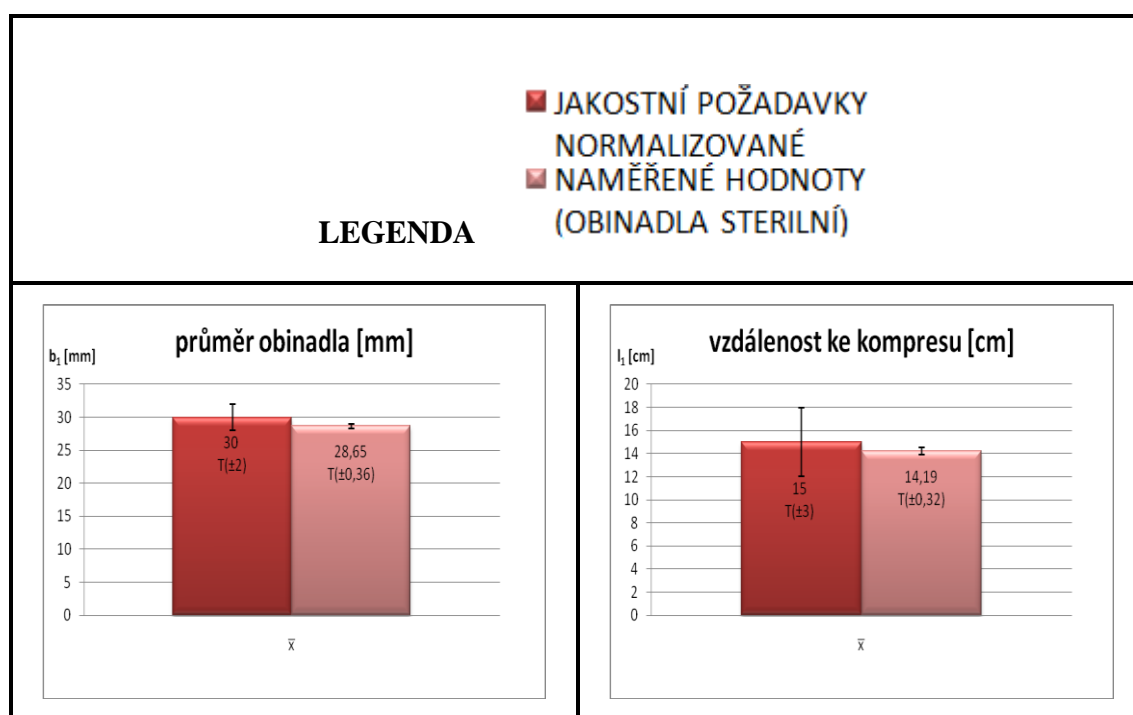 JAKOSTNÍ POŽADAVKY
NORMALIZOVANÉ
NAMĚŘENÉ HODNOTY
(OBINADLA STERILNÍ)
LEGENDA
průměr obinadla [mm]
b₁ [mm]
35
30
25
20
15
10
5
0
30
T(±2)
28,65
T(±0,36)
x̅
vzdálenost ke kompresu [cm]
l₁ [cm]
20
18
16
14
12
10
8
6
4
2
0
15
T(±3)
14,19
T(±0,32)
x̅